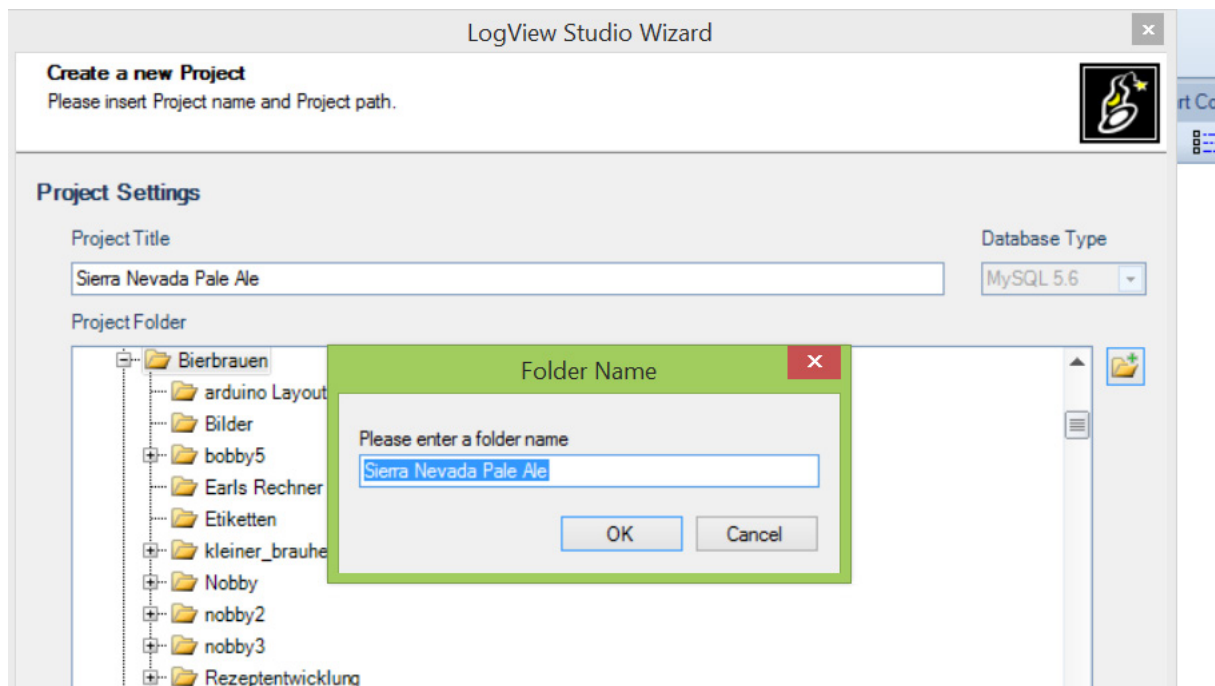 LogView Studio Wizard
Create a new Project
Please insert Project name and Project path.
Project Settings
Project Title
Database Type
Sierra Nevada Pale Ale
MySQL 5.6
Project Folder
Bierbrauen
arduino Layout
Bilder
bobby5
Earls Rechner
Etiketten
kleiner_brauhe
Nobby
nobby2
nobby3
Rezeptentwicklung
Folder Name
Please enter a folder name
Sierra Nevada Pale Ale
OK
Cancel